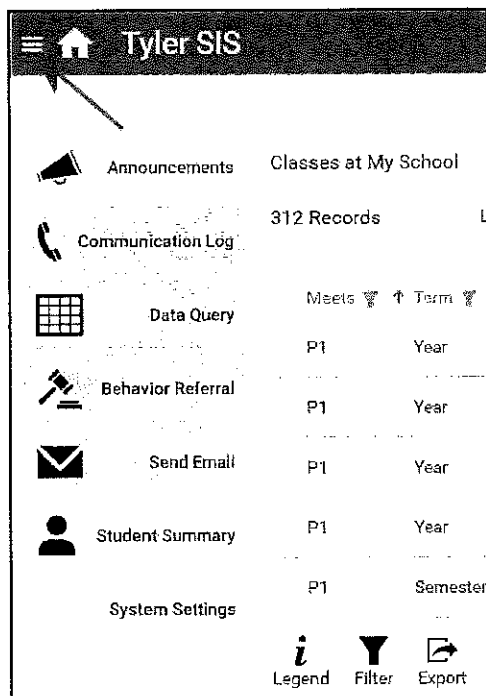 Tyler SIS
Announcements
Communication Log
Data Query
Behavior Referral
Send Email
Student Summary
System Settings
Classes at My School
312 Records L
Meets ↑ Term
P1 Year
P1 Year
P1 Year
P1 Year
P1 Semester
i
Legend Filter Export